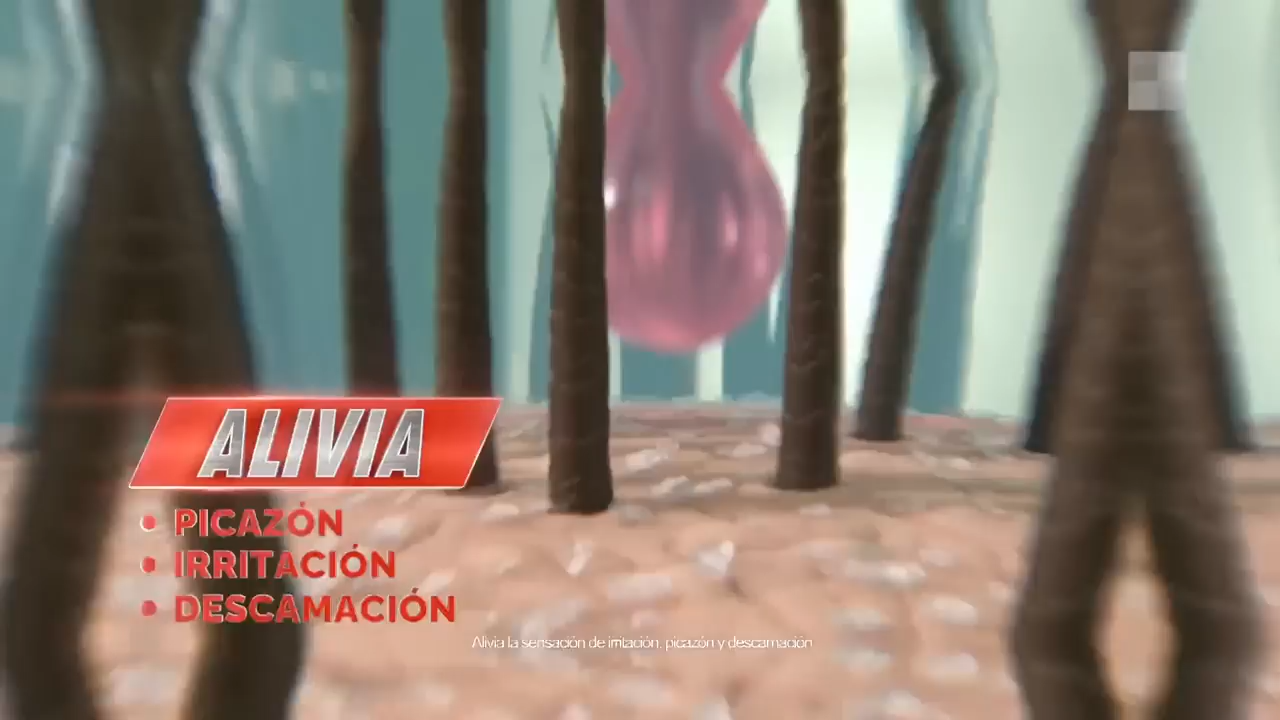 ALIVIA
• PICAZÓN
• IRRITACIÓN
• DESCAMACIÓN
Alivia la sensación de irritación, picazón y descamación